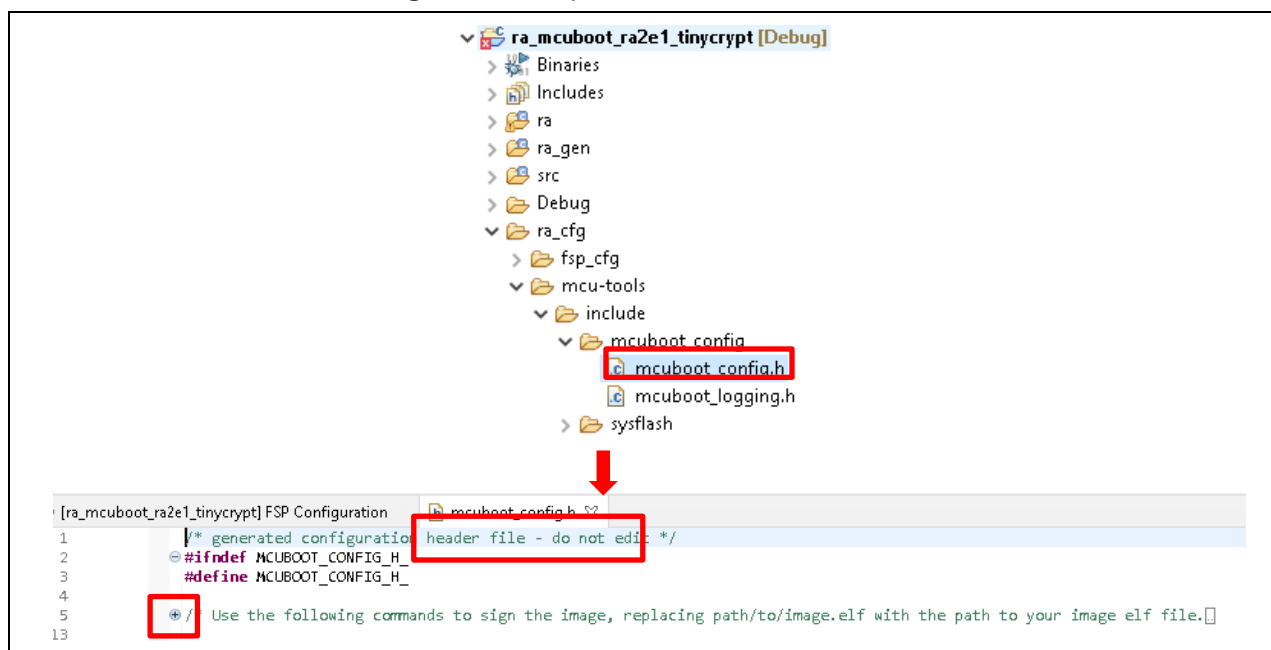 ra_mcuboot_ra2e1_tinycrypt [Debug]
Binaries
Includes
ra
ra_gen
src
Debug
ra_cfg
fsp_cfg
mcu-tools
include
mcuboot_config
mcuboot_config.h
mcuboot_logging.h
sysflash
[ra_mcuboot_ra2e1_tinycrypt] FSP Configuration mcuboot_config.h
1 /* generated configuration header file - do not edit */
2 #ifndef MCUBOOT_CONFIG_H_
3 #define MCUBOOT_CONFIG_H_
4
5 /* Use the following commands to sign the image, replacing path/to/image.elf with the path to your image elf file.
13